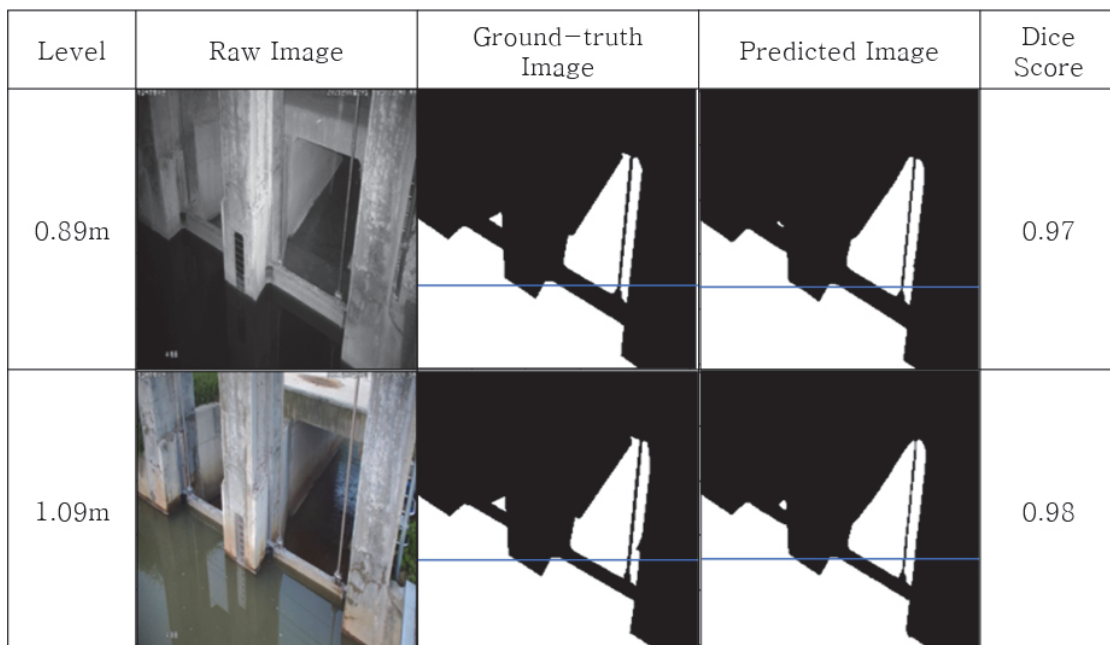 Level
Raw Image
Ground-truth
Image
Predicted Image
Dice
Score
0.89m
0.97
1.09m
0.98